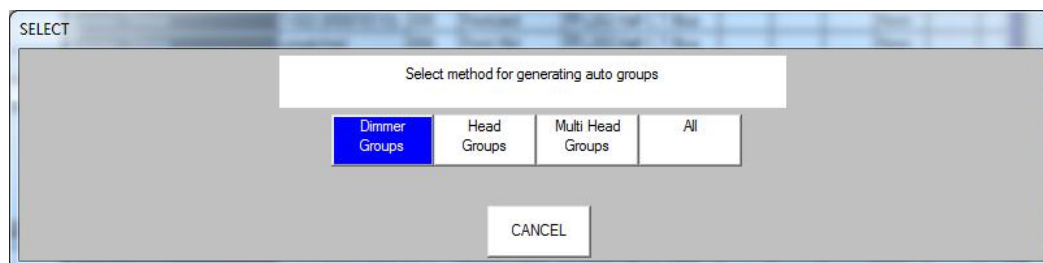 SELECT
Select method for generating auto groups
Dimmer Head Multi Head All
Groups Groups Groups
CANCEL